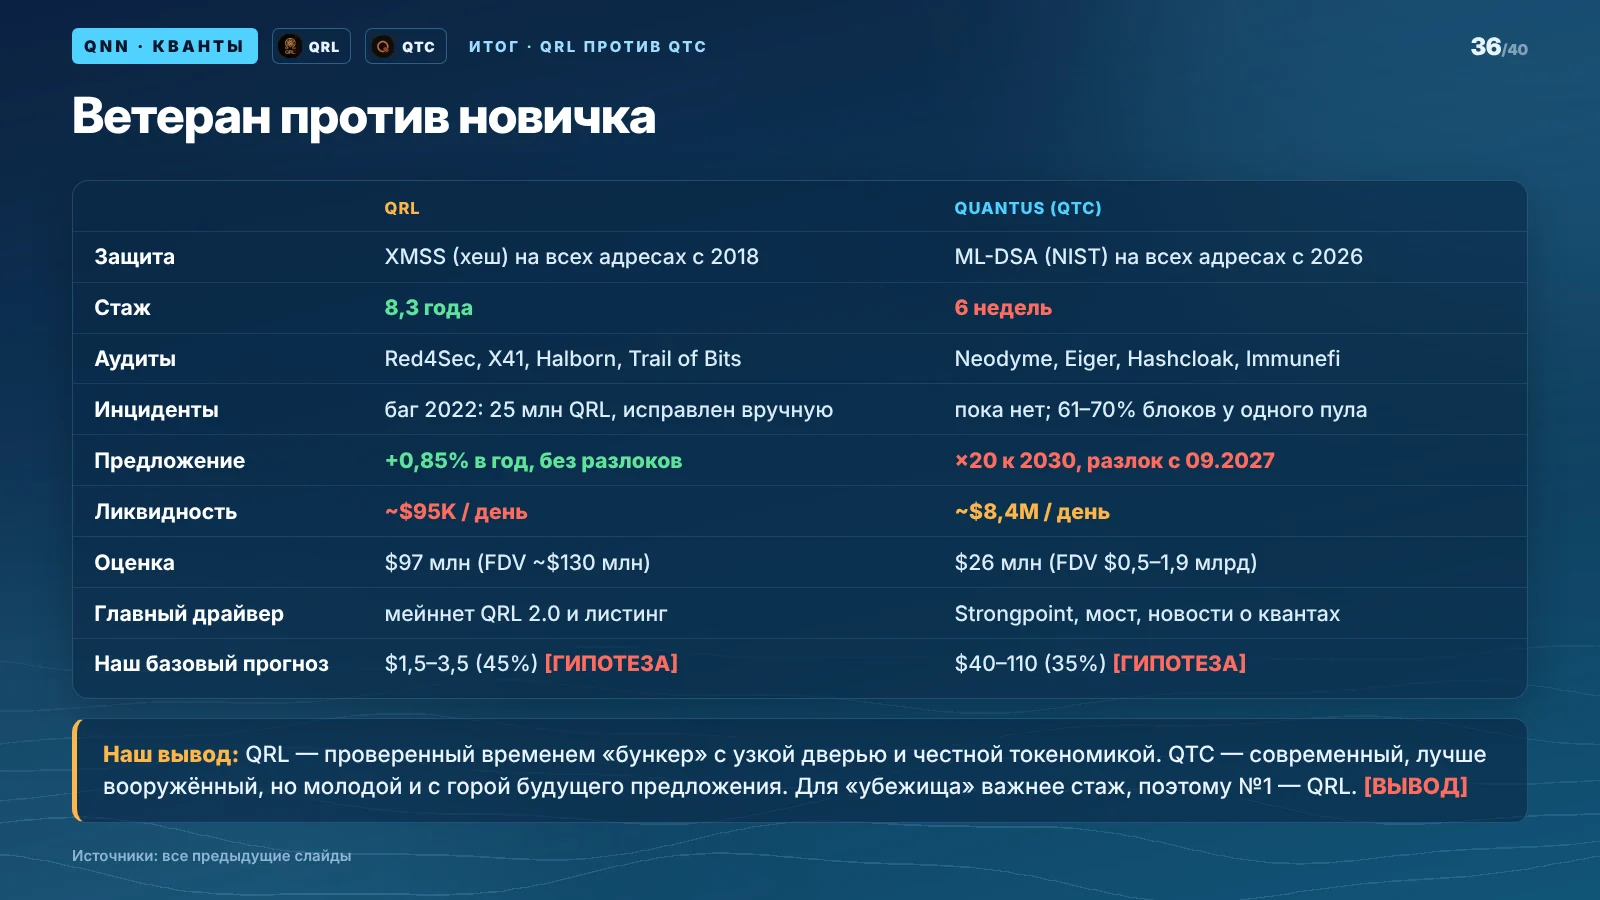 QNN · КВАНТЫ QRL QTC ИТОГ · QRL ПРОТИВ QTC 36/40
Ветеран против новичка
QRL QUANTUS (QTC)
Защита XMSS (хеш) на всех адресах с 2018 ML-DSA (NIST) на всех адресах с 2026
Стаж 8,3 года 6 недель
Аудиты Red4Sec, X41, Halborn, Trail of Bits Neodyme, Eiger, Hashcloak, Immunefi
Инциденты баг 2022: 25 млн QRL, исправлен вручную пока нет; 61–70% блоков у одного пула
Предложение +0,85% в год, без разлоков ×20 к 2030, разлок с 09.2027
Ликвидность ~$95K / день ~$8,4M / день
Оценка $97 млн (FDV ~$130 млн) $26 млн (FDV $0,5–1,9 млрд)
Главный драйвер мейннет QRL 2.0 и листинг Strongpoint, мост, новости о квантах
Наш базовый прогноз $1,5–3,5 (45%) [ГИПОТЕЗА] $40–110 (35%) [ГИПОТЕЗА]
Наш вывод: QRL — проверенный временем «бункер» с узкой дверью и честной токеномикой. QTC — современный, лучше
вооружённый, но молодой и с горой будущего предложения. Для «убежища» важнее стаж, поэтому №1 — QRL. [ВЫВОД]
Источники: все предыдущие слайды